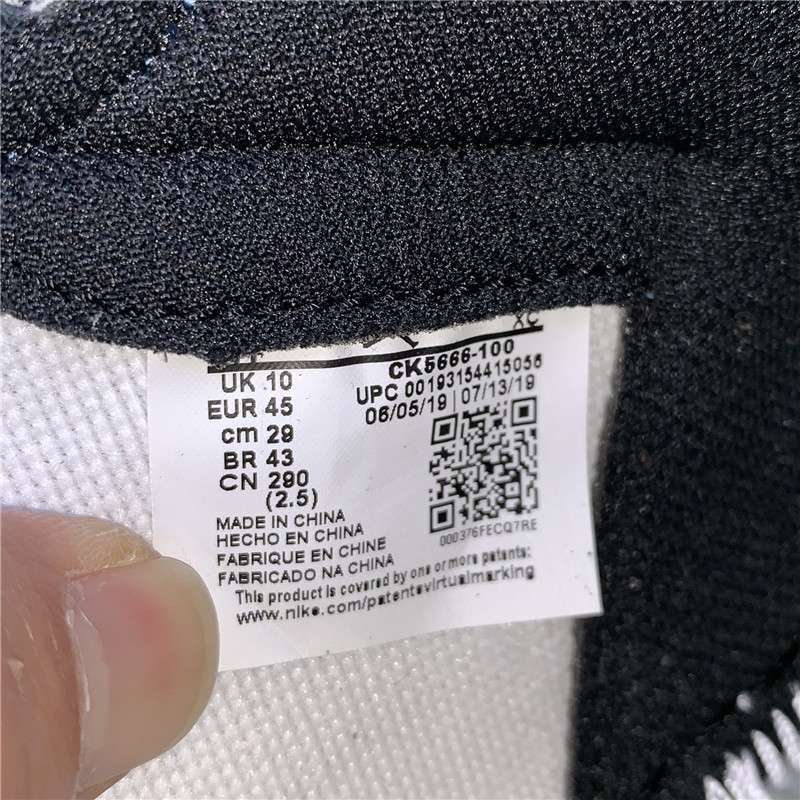 XC
UK 10
EUR 45
cm 29
BR 43
CN 290
(2.5)
CK5666-100
UPC 00193154415056
06/05/19 | 07/13/19
000376FECQ7RE
MADE IN CHINA
HECHO EN CHINA
FABRIQUE EN CHINE
FABRICADO NA CHINA
This product is covered by one or more patents:
www.nike.com/patentsvirtualmarking